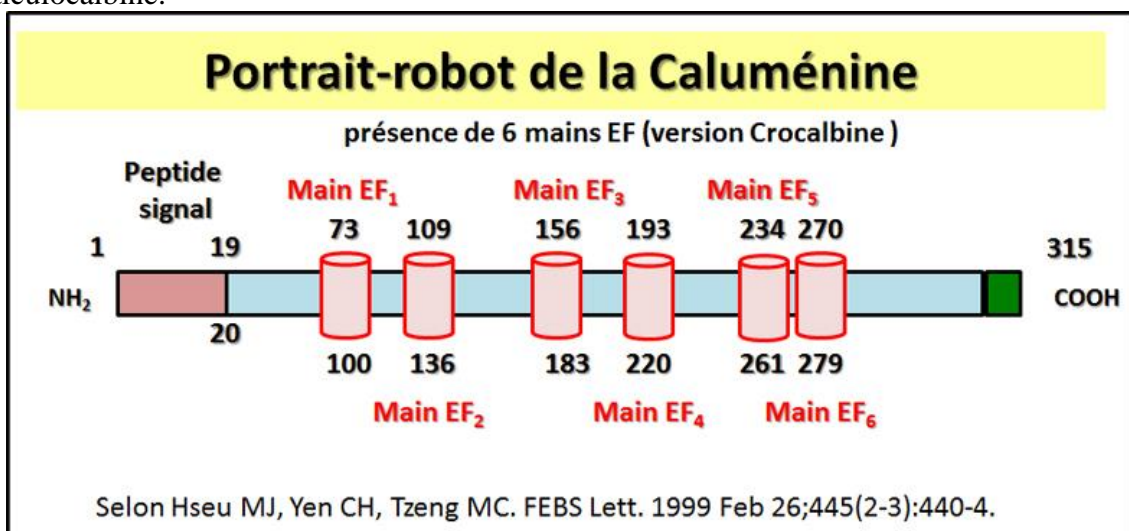 Portrait-robot de la Caluménine
présence de 6 mains EF (version Crocalbine )
Peptide
signal
Main EF₁
Main EF₃
Main EF₅
1
19
73
109
156
193
234
270
315
NH₂
COOH
20
100
136
183
220
261
279
Main EF₂
Main EF₄
Main EF₆
Selon Hseu MJ, Yen CH, Tzeng MC. FEBS Lett. 1999 Feb 26;445(2-3):440-4.